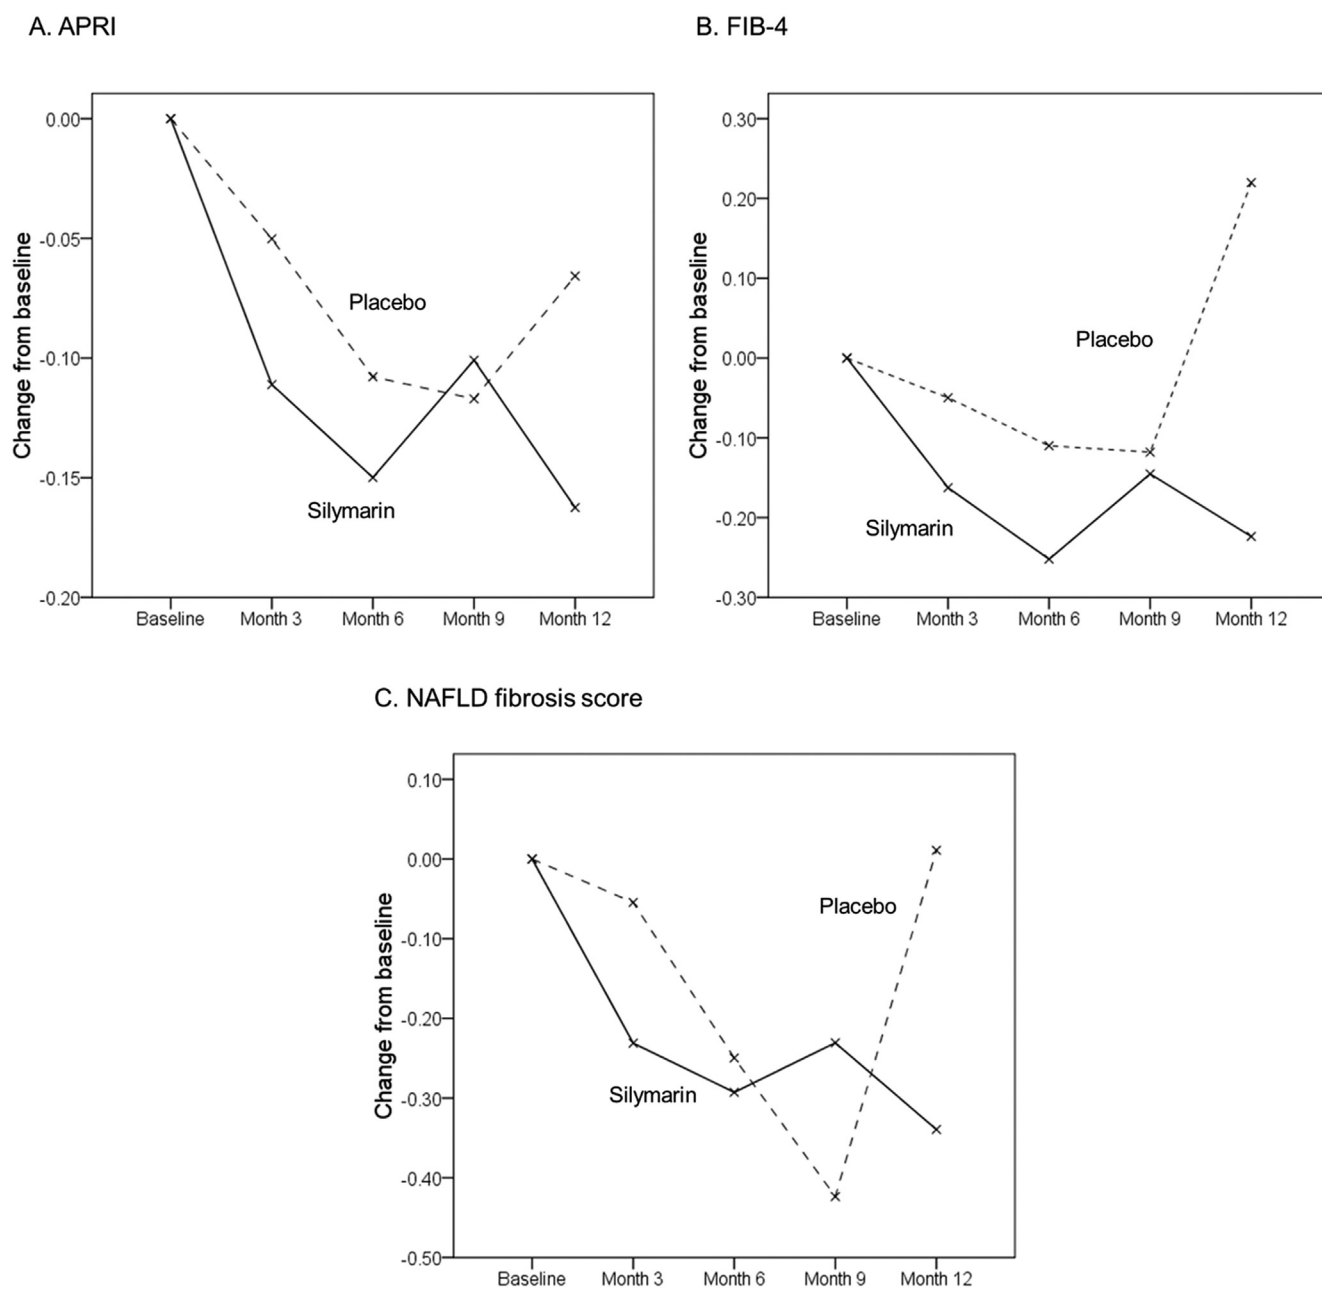 A. APRI
Change from baseline
0.00
-0.05
-0.10
-0.15
-0.20
Placebo
Silymarin
Baseline Month 3 Month 6 Month 9 Month 12
B. FIB-4
Change from baseline
0.30
0.20
0.10
0.00
-0.10
-0.20
-0.30
Placebo
Silymarin
Baseline Month 3 Month 6 Month 9 Month 12
C. NAFLD fibrosis score
Change from baseline
0.10
0.00
-0.10
-0.20
-0.30
-0.40
-0.50
Placebo
Silymarin
Baseline Month 3 Month 6 Month 9 Month 12